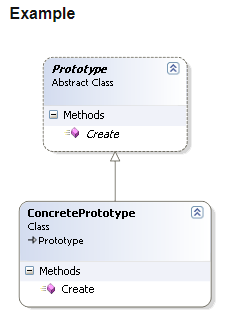 Example
Prototype
Abstract Class
Methods
Create
ConcretePrototype
Class
Prototype
Methods
Create